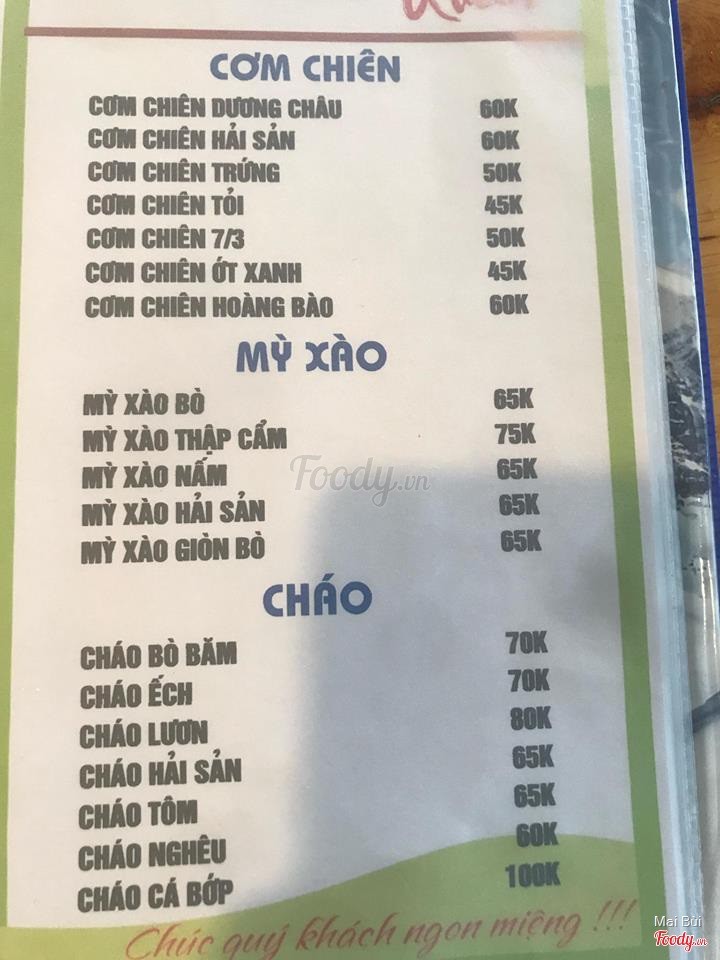 CƠM CHIÊN
CƠM CHIÊN DƯƠNG CHÂU 60K
CƠM CHIÊN HẢI SẢN 60K
CƠM CHIÊN TRỨNG 50K
CƠM CHIÊN TỎI 45K
CƠM CHIÊN 7/3 50K
CƠM CHIÊN ỚT XANH 45K
CƠM CHIÊN HOÀNG BÀO 60K
MỲ XÀO
MỲ XÀO BÒ 65K
MỲ XÀO THẬP CẨM 75K
MỲ XÀO NẤM 65K
MỲ XÀO HẢI SẢN 65K
MỲ XÀO GIÒN BÒ 65K
Foody.vn
CHÁO
CHÁO BÒ BĂM 70K
CHÁO ẾCH 70K
CHÁO LƯƠN 80K
CHÁO HẢI SẢN 65K
CHÁO TÔM 65K
CHÁO NGHÊU 60K
CHÁO CÁ BỚP 100K
Chúc quý khách ngon miệng !!!
Mai Bùi
Foody.vn